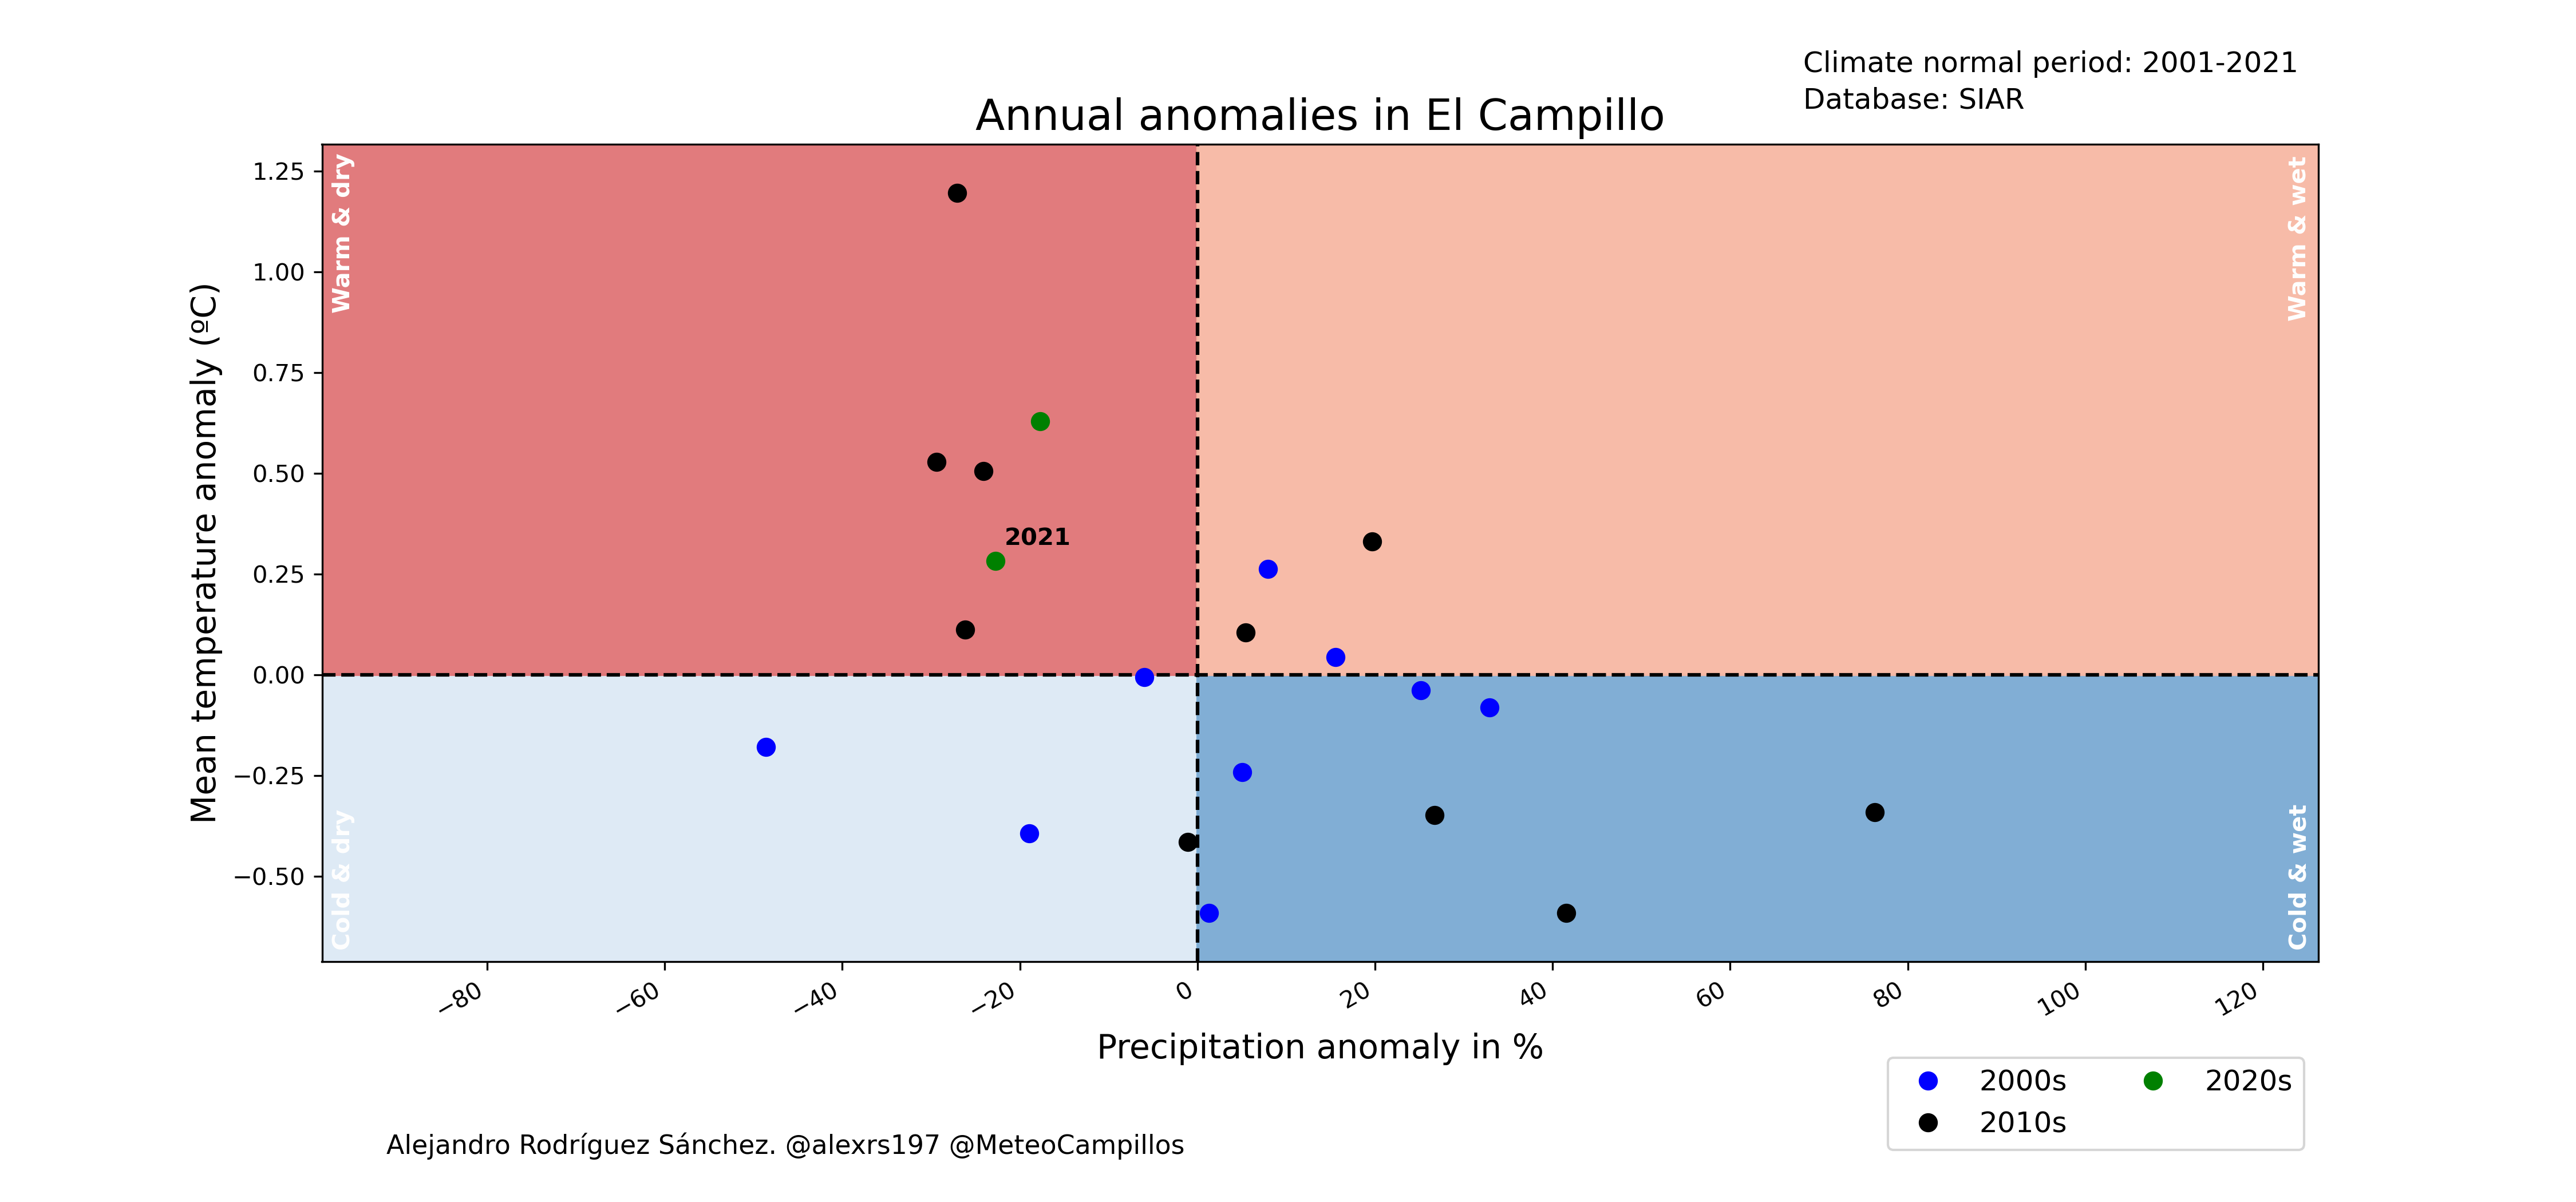 Climate normal period: 2001-2021
Database: SIAR
Annual anomalies in El Campillo
Warm & dry
Warm & wet
Cold & dry
Cold & wet
Mean temperature anomaly (ºC)
1.25
1.00
0.75
0.50
0.25
0.00
−0.25
−0.50
2021
−80
−60
−40
−20
0
20
40
60
80
100
120
Precipitation anomaly in %
2000s
2010s
2020s
Alejandro Rodríguez Sánchez. @alexrs197 @MeteoCampillos